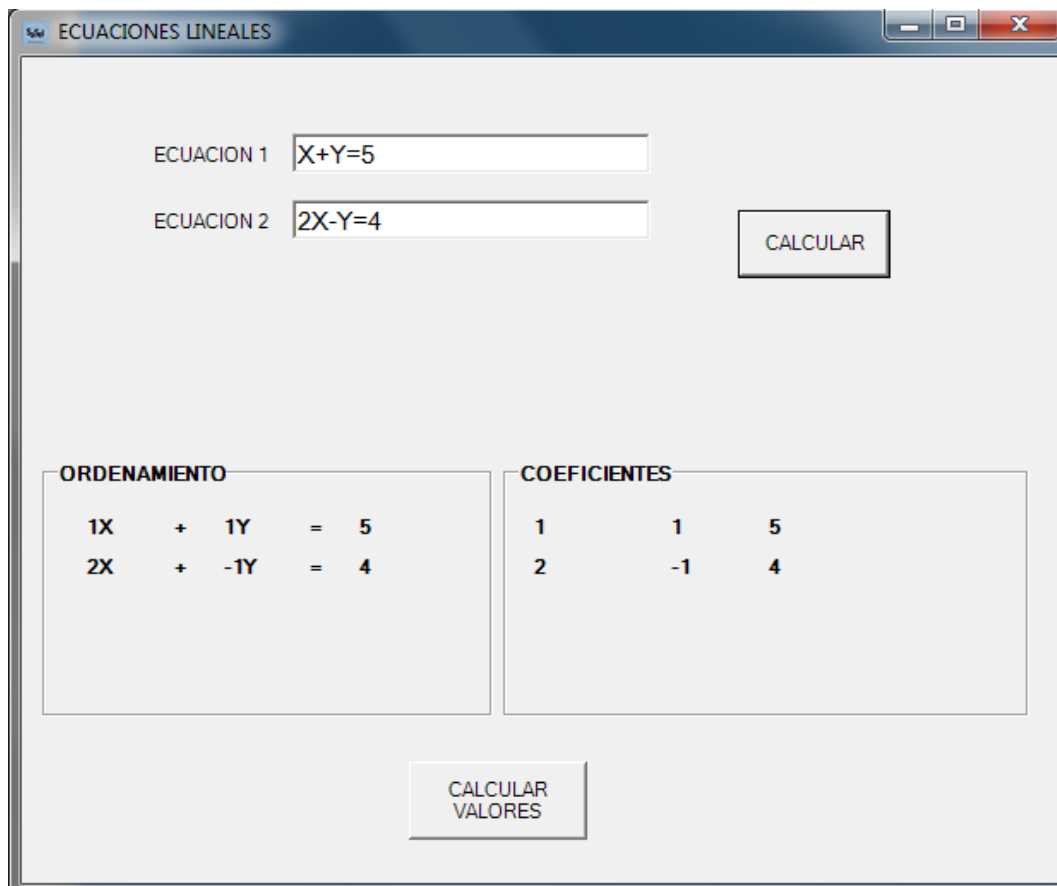 ECUACIONES LINEALES
ECUACION 1 X+Y=5
ECUACION 2 2X-Y=4
CALCULAR
ORDENAMIENTO
1X + 1Y = 5
2X + -1Y = 4
COEFICIENTES
1 1 5
2 -1 4
CALCULAR
VALORES